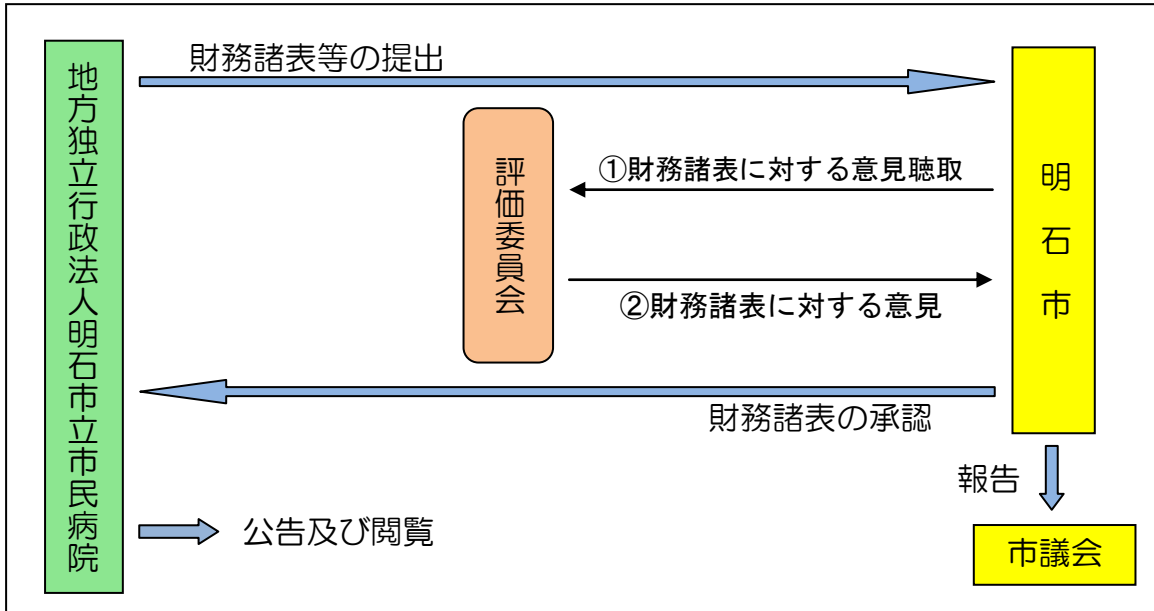 地方独立行政法人明石市立市民病院
財務諸表等の提出
評価委員会
①財務諸表に対する意見聴取
②財務諸表に対する意見
明石市
財務諸表の承認
報告
公告及び閲覧
市議会